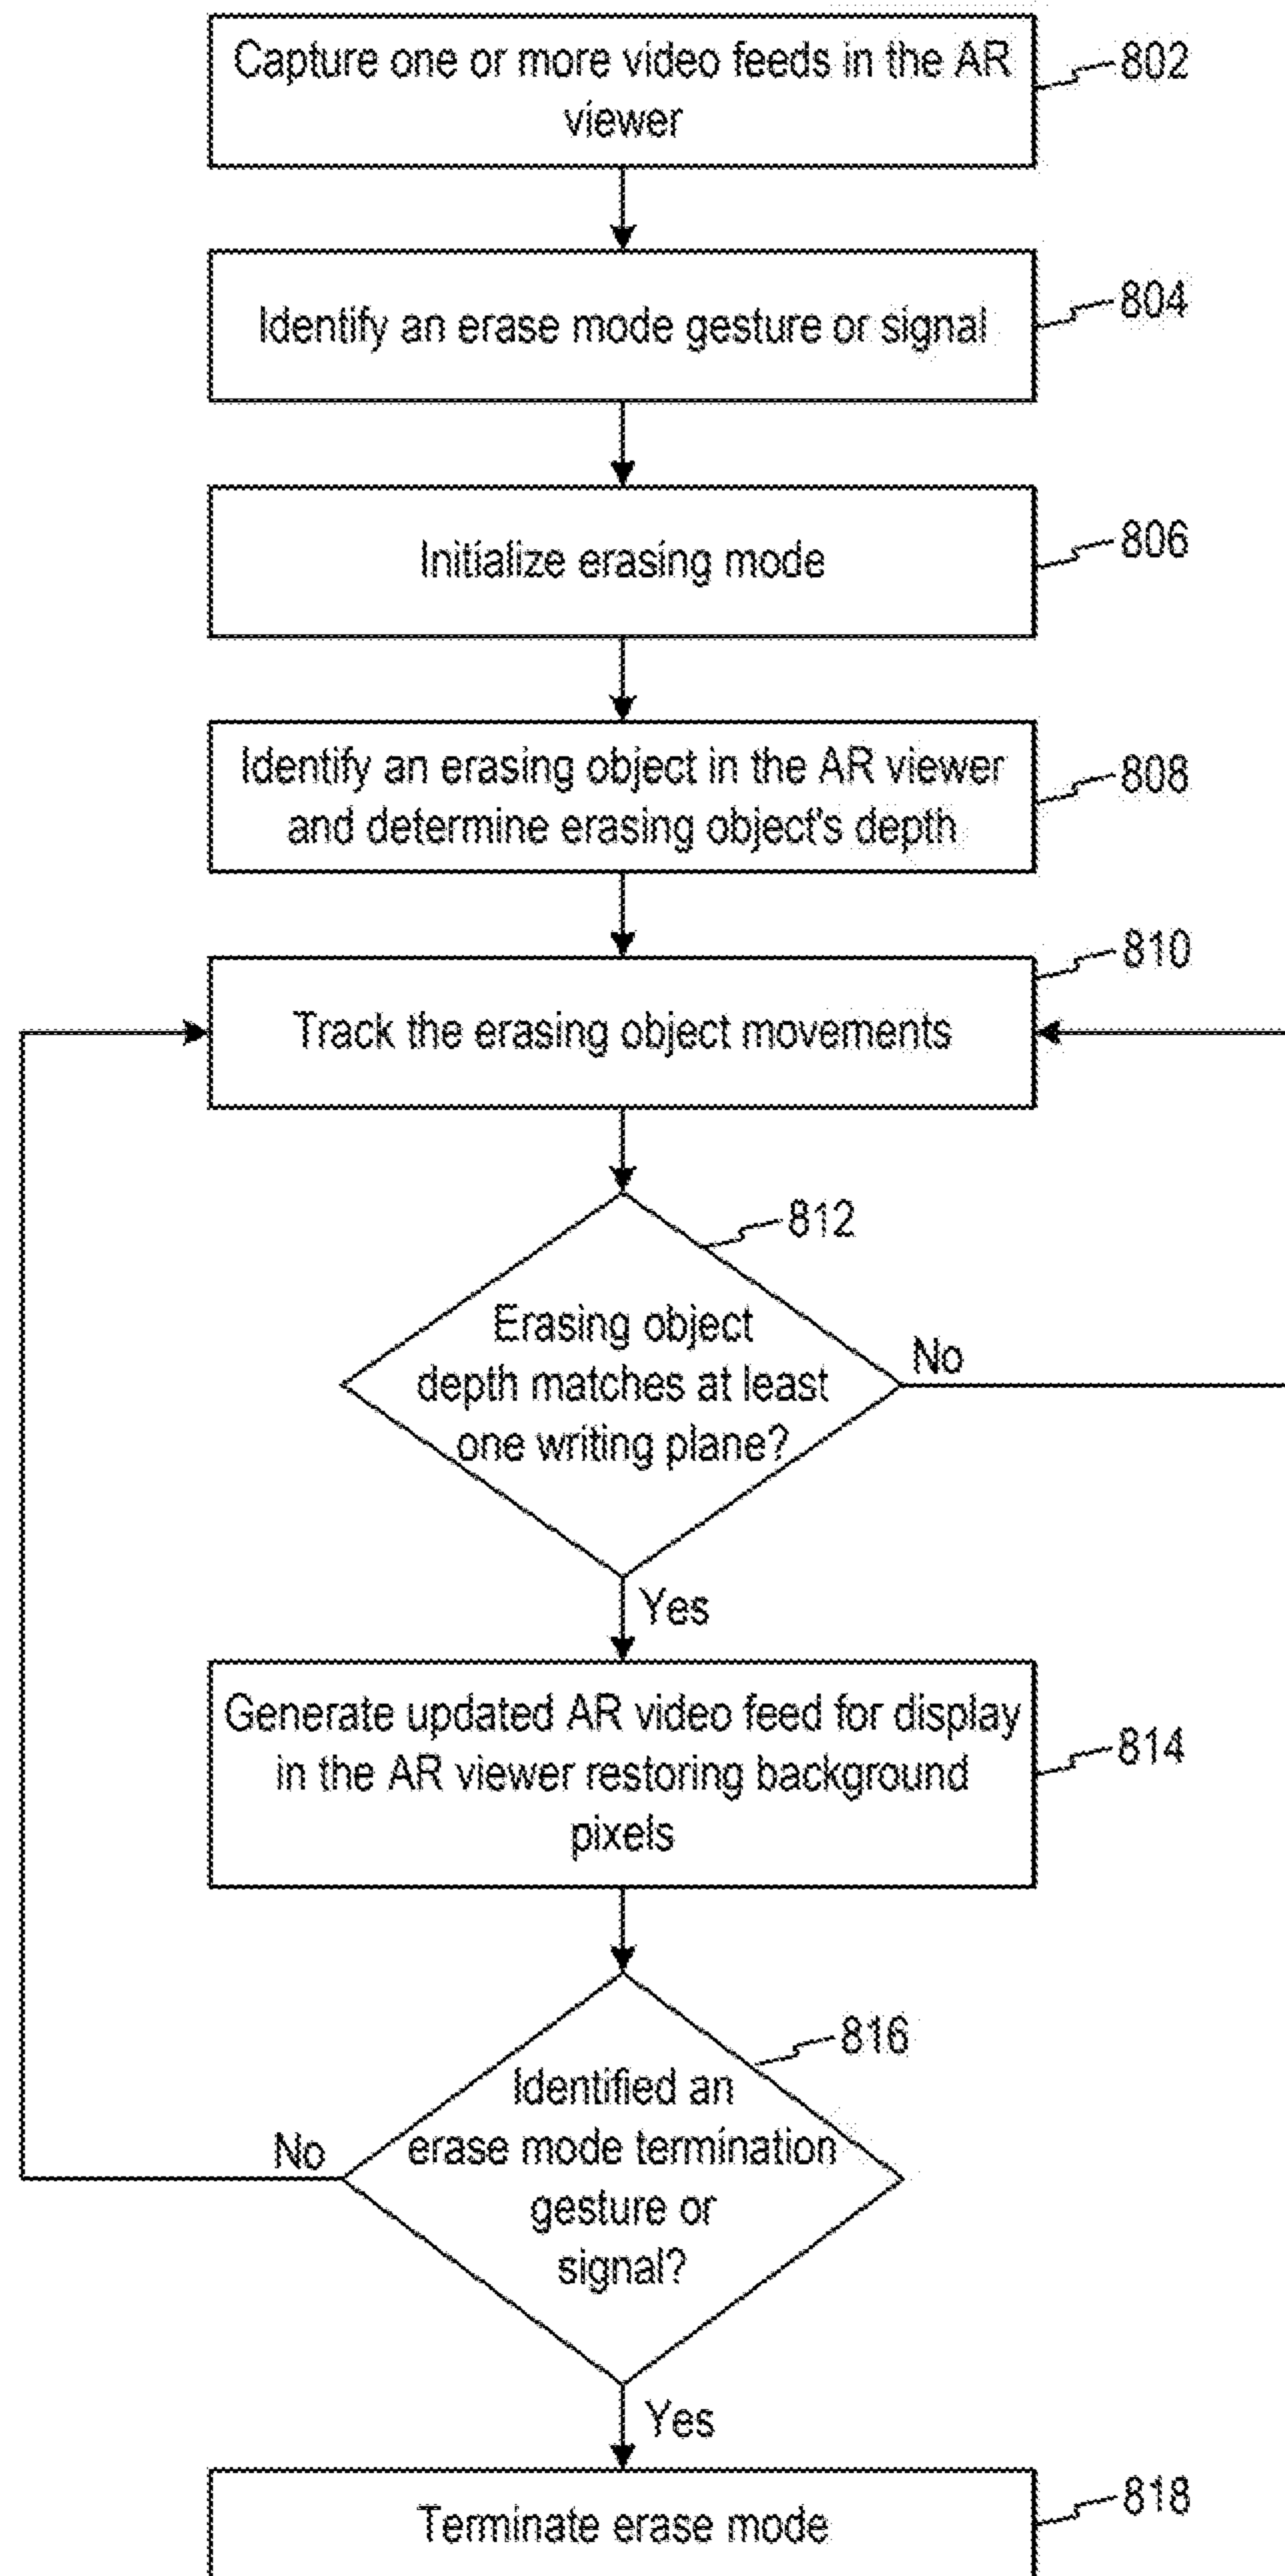 Capture one or more video feeds in the AR
viewer
802
Identify an erase mode gesture or signal
804
Initialize erasing mode
806
Identify an erasing object in the AR viewer
and determine erasing object's depth
808
810
Track the erasing object movements
812
Erasing object
depth matches at least
one writing plane?
No
Yes
Generate updated AR video feed for display
in the AR viewer restoring background
pixels
814
816
Identified an
erase mode termination
gesture or
signal?
No
Yes
Terminate erase mode
818